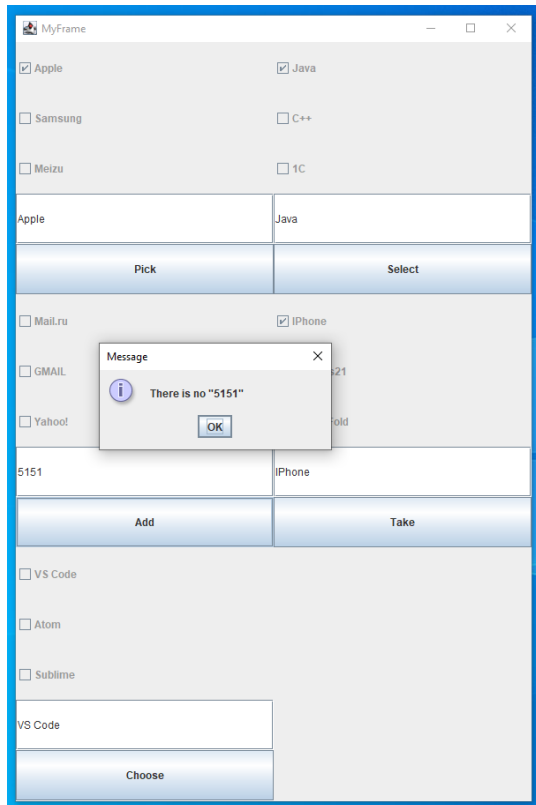 MyFrame
Apple Java
Samsung C++
Meizu 1C
Apple Java
Pick Select
Mail.ru IPhone
Message
GMAIL s21
There is no "5151"
Yahoo! Fold
OK
5151 IPhone
Add Take
VS Code
Atom
Sublime
VS Code
Choose